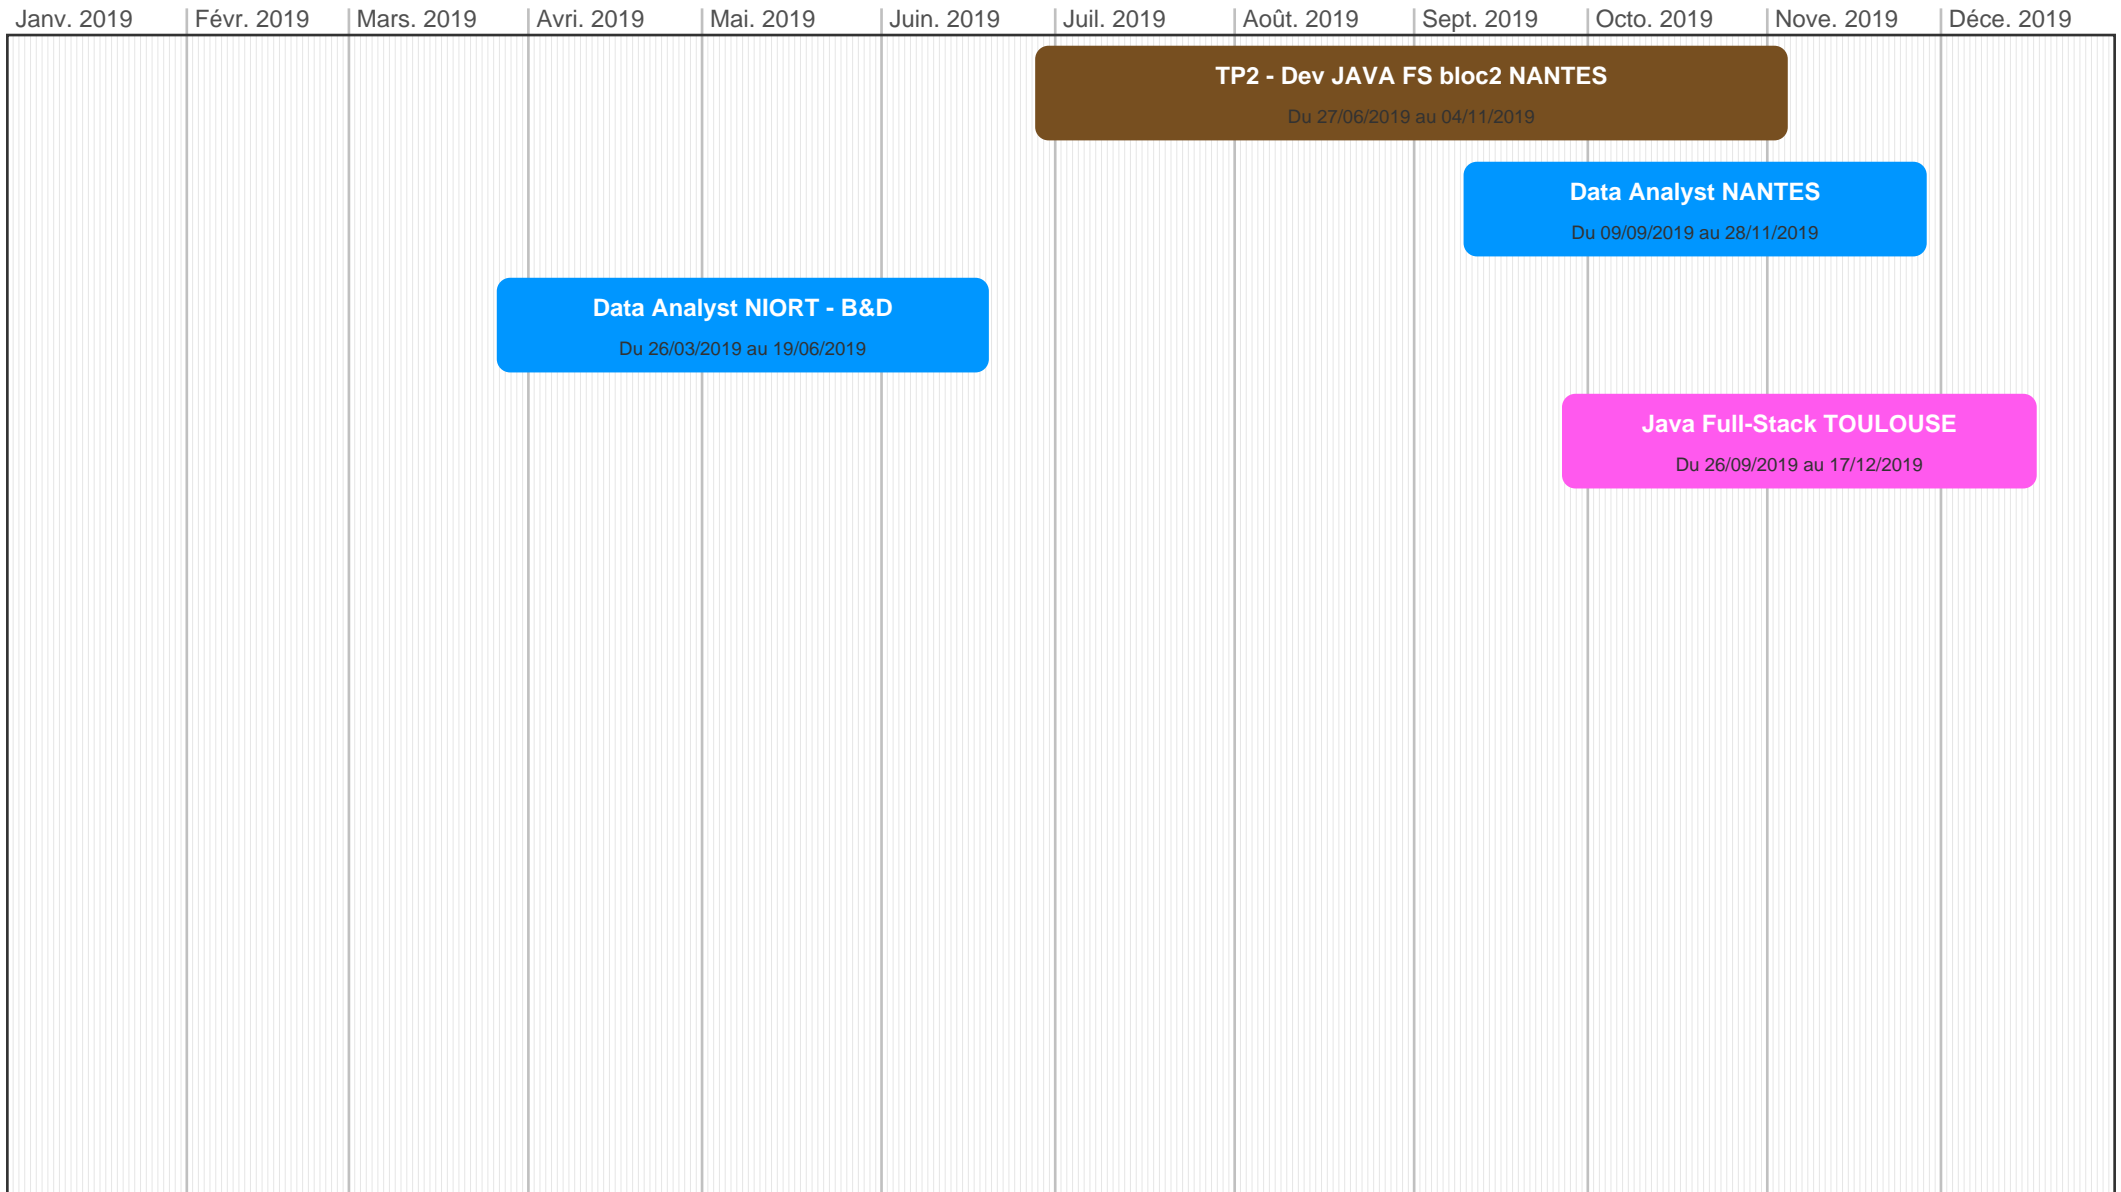 Janv. 2019 Févr. 2019 Mars. 2019 Avri. 2019 Mai. 2019 Juin. 2019 Juil. 2019 Août. 2019 Sept. 2019 Octo. 2019 Nove. 2019 Déce. 2019
TP2 - Dev JAVA FS bloc2 NANTES
Du 27/06/2019 au 04/11/2019
Data Analyst NANTES
Du 09/09/2019 au 28/11/2019
Data Analyst NIORT - B&D
Du 26/03/2019 au 19/06/2019
Java Full-Stack TOULOUSE
Du 26/09/2019 au 17/12/2019